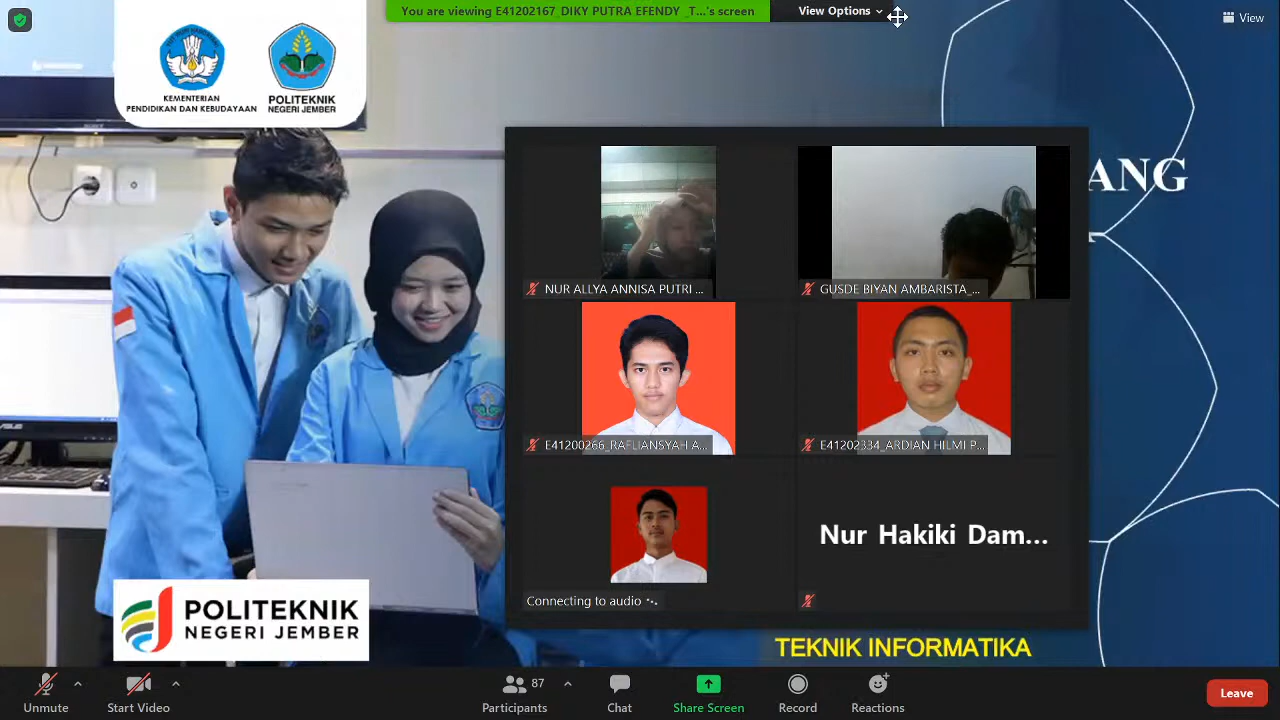 You are viewing E41202167_DIKY PUTRA EFENDY _T...'s screen
View Options
View
KEMENTERIAN
PENDIDIKAN DAN KEBUDAYAAN
POLITEKNIK
NEGERI JEMBER
ANG
NUR ALLYA ANNISA PUTRI ...
GUSDE BIYAN AMBARISTA_...
E41200266_RAFLIANSYAH A...
E41202334_ARDIAN HILMI P...
Nur Hakiki Dam...
Connecting to audio
POLITEKNIK
NEGERI JEMBER
TEKNIK INFORMATIKA
Unmute
Start Video
87
Participants
Chat
Share Screen
Record
Reactions
Leave